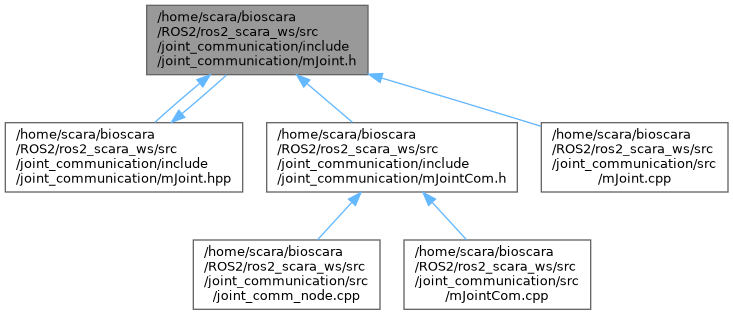 /home/scara/bioscara
/ROS2/ros2_scara_ws/src
/joint_communication/include
/joint_communication/mJoint.h
/home/scara/bioscara
/ROS2/ros2_scara_ws/src
/joint_communication/include
/joint_communication/mJoint.hpp
/home/scara/bioscara
/ROS2/ros2_scara_ws/src
/joint_communication/include
/joint_communication/mJointCom.h
/home/scara/bioscara
/ROS2/ros2_scara_ws/src
/joint_communication/src
/mJoint.cpp
/home/scara/bioscara
/ROS2/ros2_scara_ws/src
/joint_communication/src
/joint_comm_node.cpp
/home/scara/bioscara
/ROS2/ros2_scara_ws/src
/joint_communication/src
/mJointCom.cpp